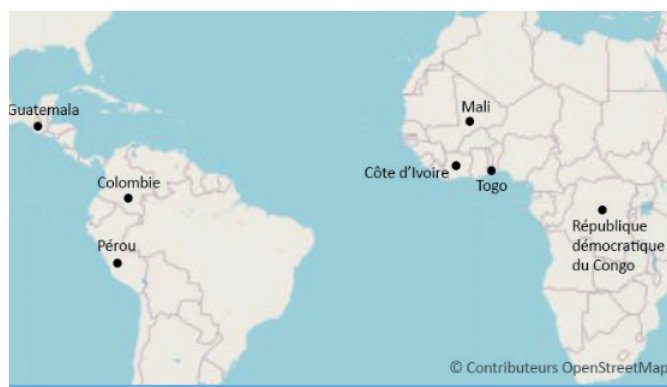 Guatemala
Mali
Côte d’Ivoire
Togo
Colombie
Pérou
République
démocratique
du Congo
© Contributeurs OpenStreetMap